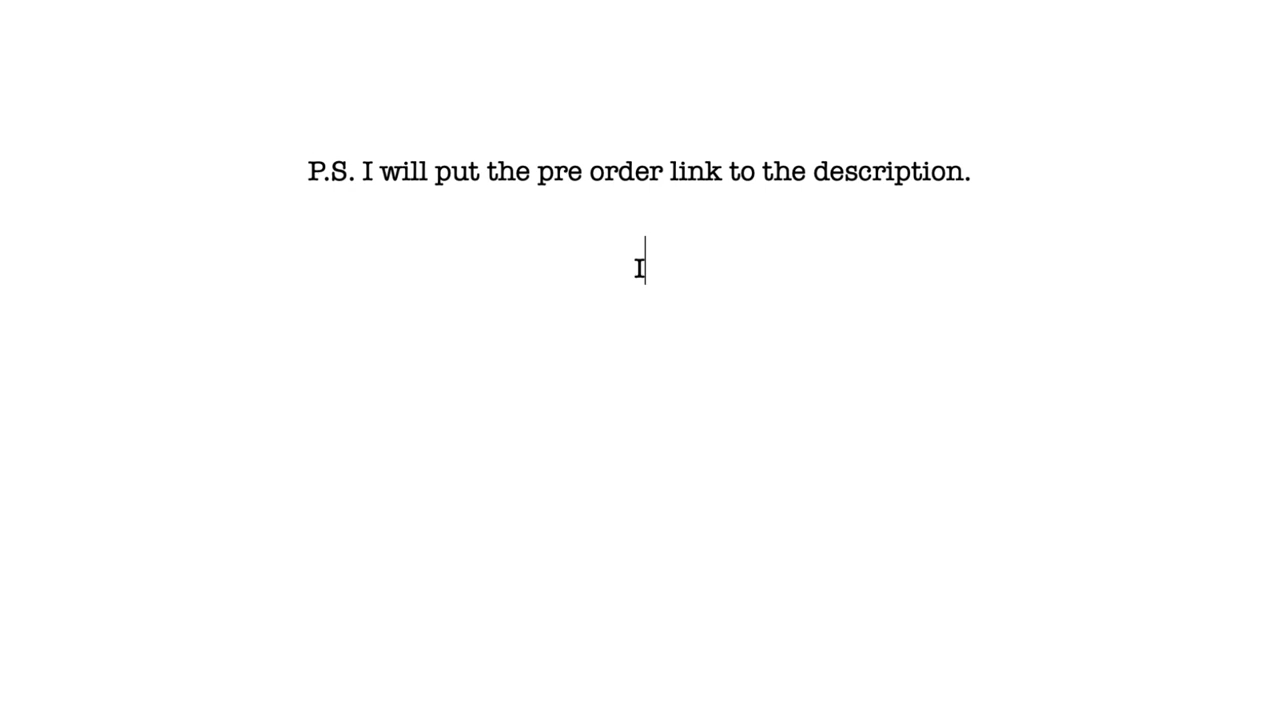 P.S. I will put the pre order link to the description.
I